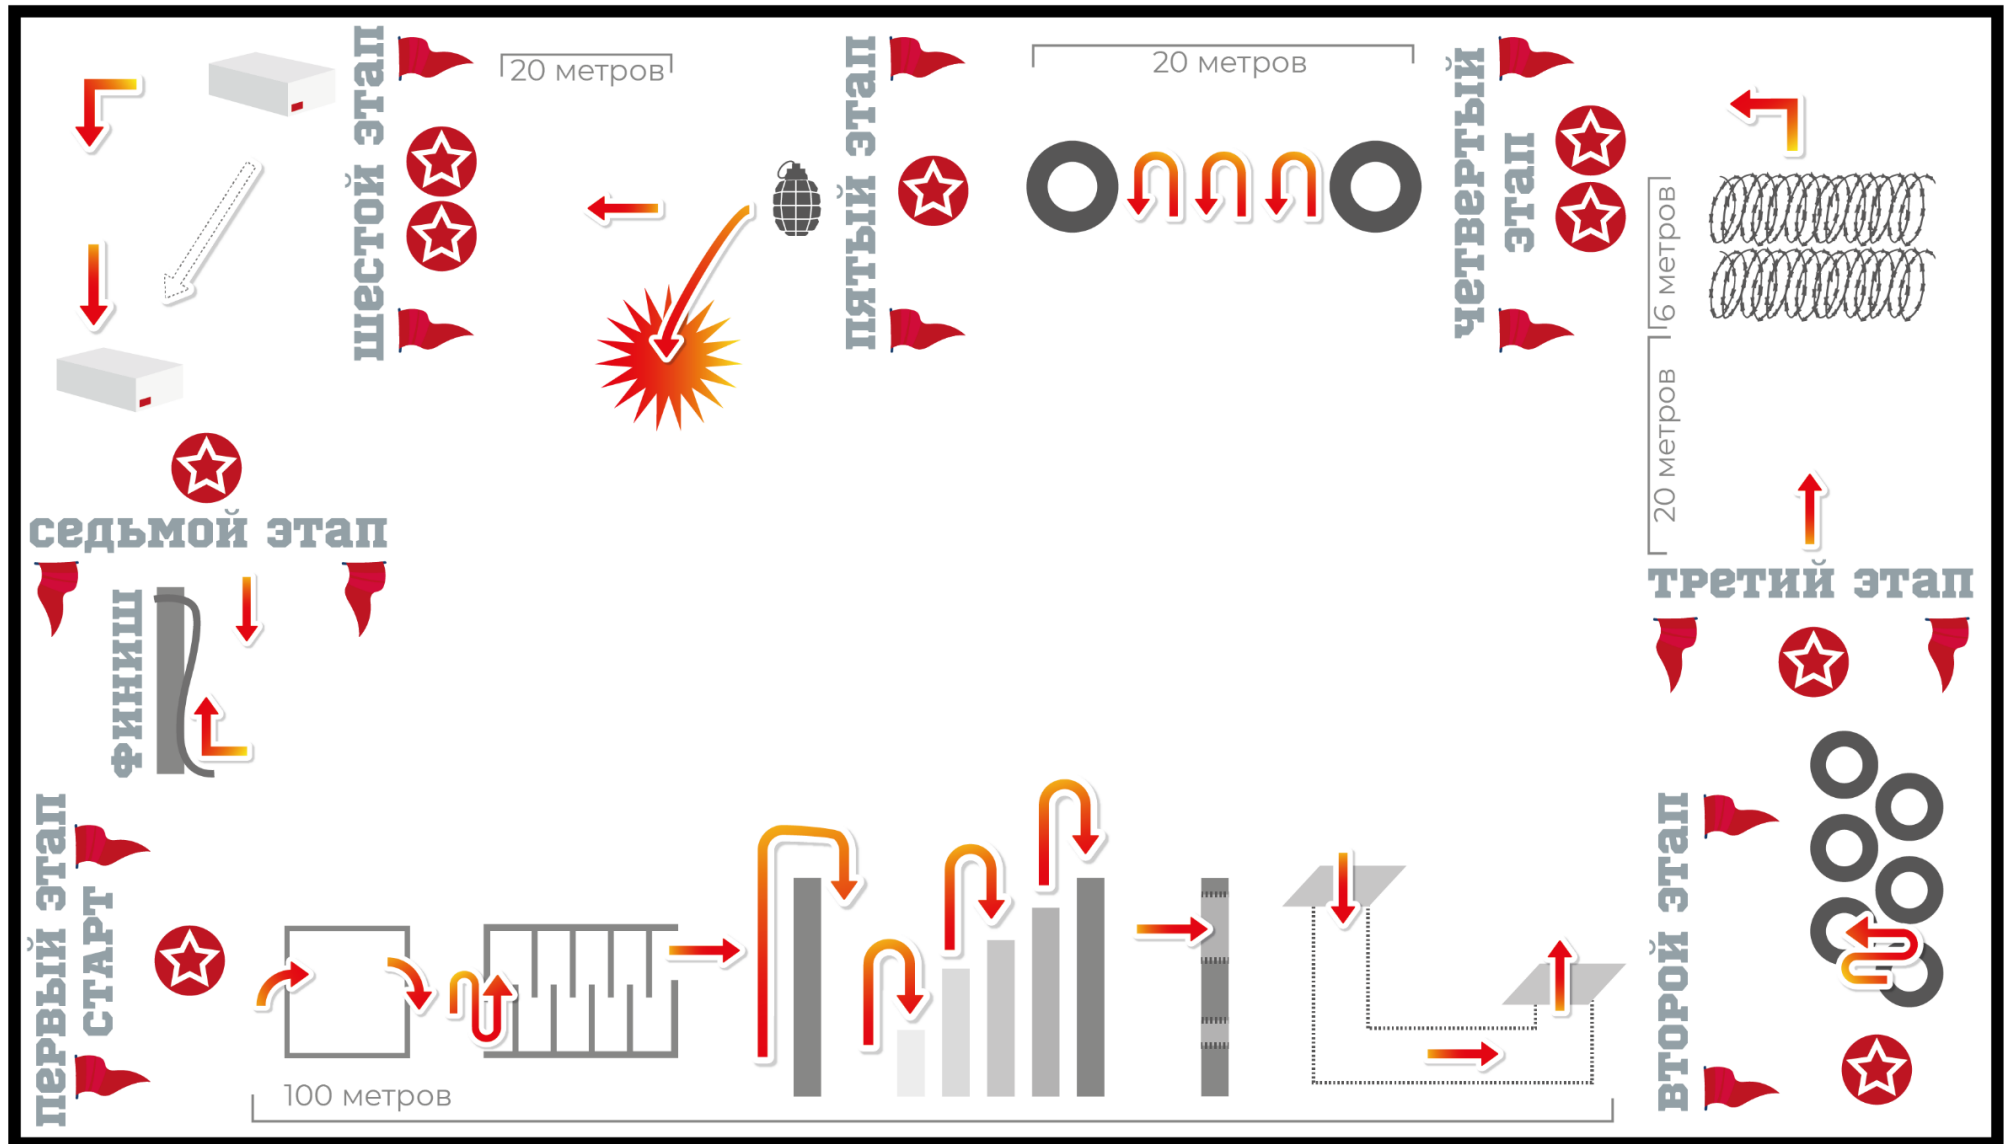 шестой этап
20 метров
пятый этап
20 метров
четвертый
этап
6 метров
20 метров
третий этап
седьмой этап
финиш
первый этап
старт
100 метров
второй этап